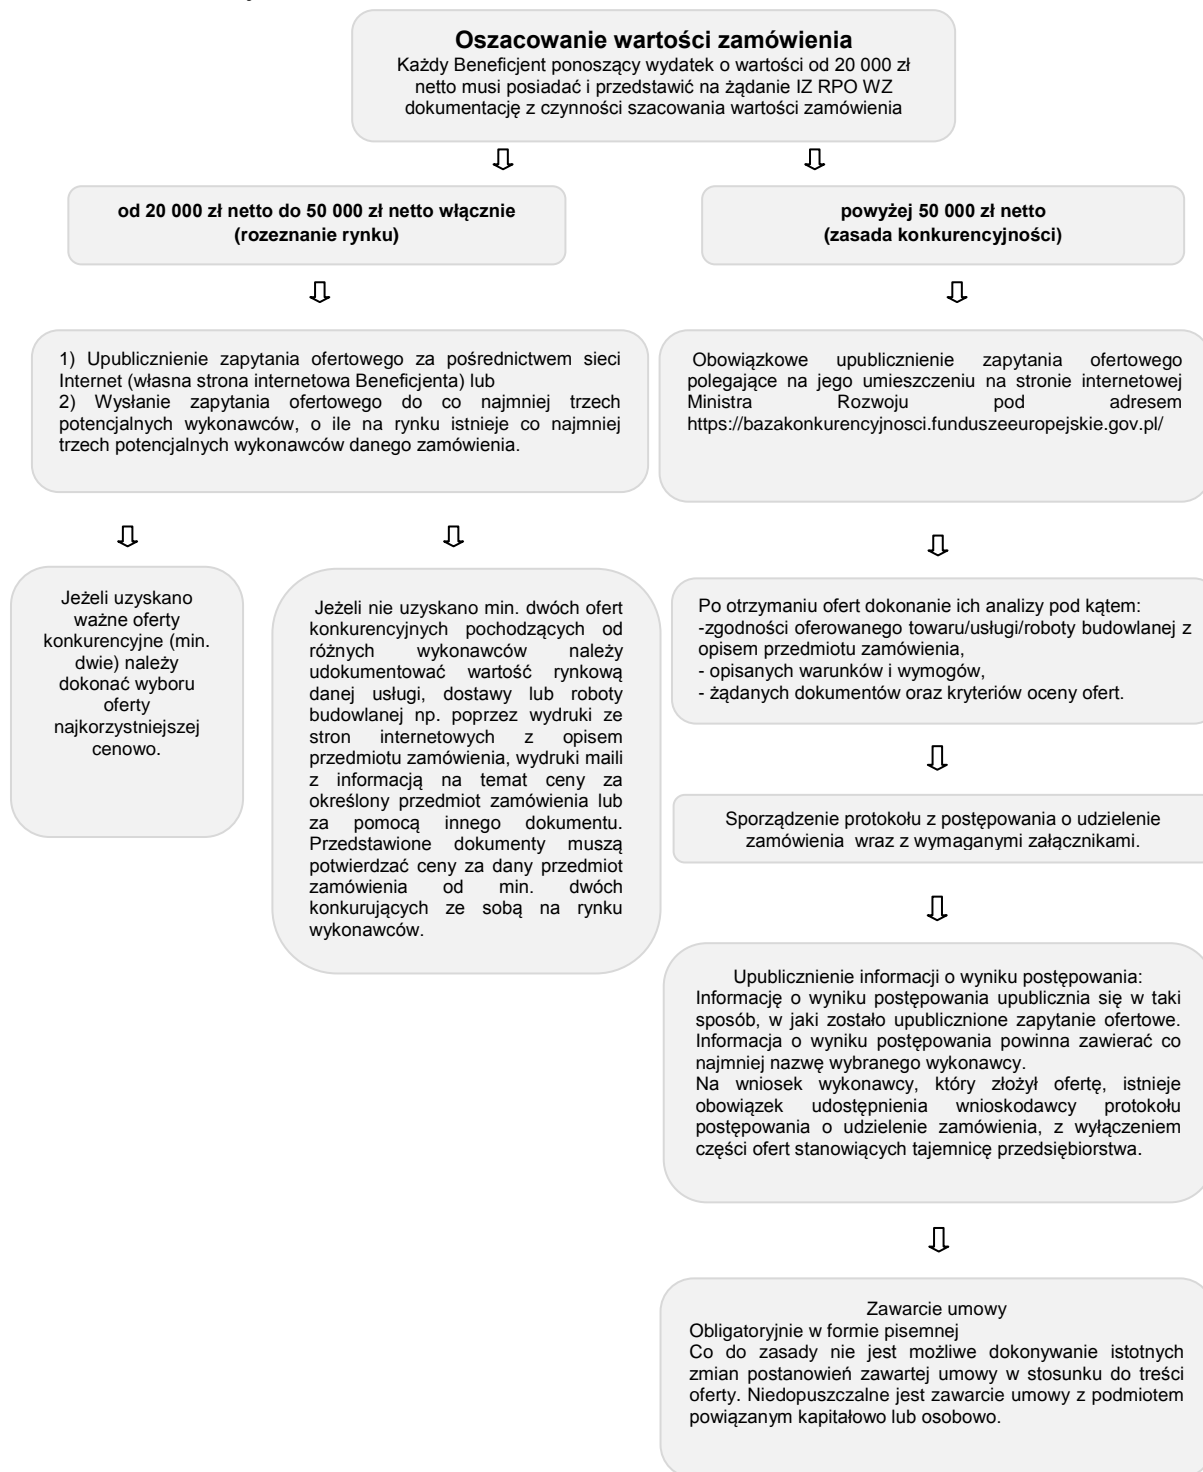 Oszacowanie wartości zamówienia
Każdy Beneficjent ponoszący wydatek o wartości od 20 000 zł
netto musi posiadać i przedstawić na żądanie IZ RPO WZ
dokumentację z czynności szacowania wartości zamówienia
od 20 000 zł netto do 50 000 zł netto włącznie
(rozeznanie rynku)
powyżej 50 000 zł netto
(zasada konkurencyjności)
1) Upublicznienie zapytania ofertowego za pośrednictwem sieci
Internet (własna strona internetowa Beneficjenta) lub
2) Wysłanie zapytania ofertowego do co najmniej trzech
potencjalnych wykonawców, o ile na rynku istnieje co najmniej
trzech potencjalnych wykonawców danego zamówienia.
Obowiązkowe upublicznienie zapytania ofertowego
polegające na jego umieszczeniu na stronie internetowej
Ministra Rozwoju pod adresem
https://bazakonkurencyjnosci.funduszeeuropejskie.gov.pl/
Jeżeli uzyskano
ważne oferty
konkurencyjne (min.
dwie) należy
dokonać wyboru
oferty
najkorzystniejszej
cenowo.
Jeżeli nie uzyskano min. dwóch ofert
konkurencyjnych pochodzących od
różnych wykonawców należy
udokumentować wartość rynkową
danej usługi, dostawy lub roboty
budowlanej np. poprzez wydruki ze
stron internetowych z opisem
przedmiotu zamówienia, wydruki maili
z informacją na temat ceny za
określony przedmiot zamówienia lub
za pomocą innego dokumentu.
Przedstawione dokumenty muszą
potwierdzać ceny za dany przedmiot
zamówienia od min. dwóch
konkurujących ze sobą na rynku
wykonawców.
Po otrzymaniu ofert dokonanie ich analizy pod kątem:
-zgodności oferowanego towaru/usługi/roboty budowlanej z
opisem przedmiotu zamówienia,
- opisanych warunków i wymogów,
- żądanych dokumentów oraz kryteriów oceny ofert.
Sporządzenie protokołu z postępowania o udzielenie
zamówienia wraz z wymaganymi załącznikami.
Upublicznienie informacji o wyniku postępowania:
Informację o wyniku postępowania upublicznia się w taki
sposób, w jaki zostało upublicznione zapytanie ofertowe.
Informacja o wyniku postępowania powinna zawierać co
najmniej nazwę wybranego wykonawcy.
Na wniosek wykonawcy, który złożył ofertę, istnieje
obowiązek udostępnienia wnioskodawcy protokołu
postępowania o udzielenie zamówienia, z wyłączeniem
części ofert stanowiących tajemnicę przedsiębiorstwa.
Zawarcie umowy
Obligatoryjnie w formie pisemnej
Co do zasady nie jest możliwe dokonywanie istotnych
zmian postanowień zawartej umowy w stosunku do treści
oferty. Niedopuszczalne jest zawarcie umowy z podmiotem
powiązanym kapitałowo lub osobowo.